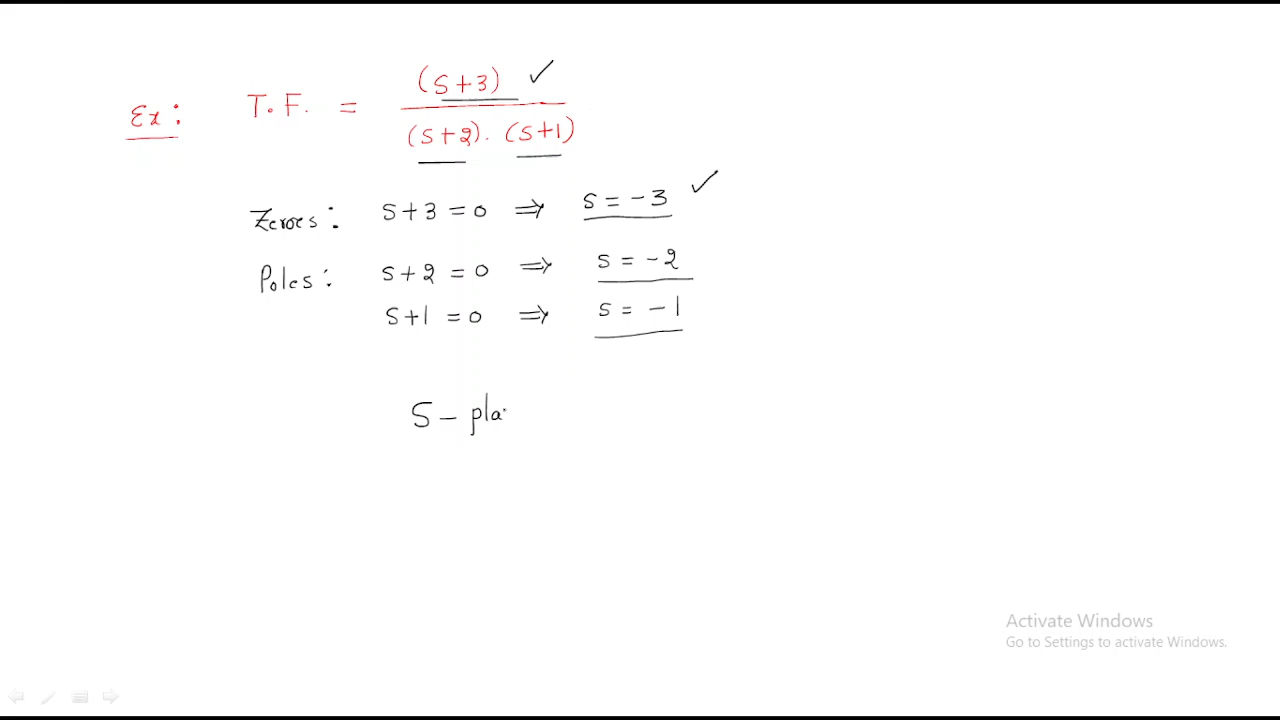 Ex: T.F. = (S+3) ✓
(S+2). (S+1)
Zeroes: S+3 = 0 ⇒ S = -3 ✓
Poles: S+2 = 0 ⇒ S = -2
S+1 = 0 ⇒ S = -1
S - pla
Activate Windows
Go to Settings to activate Windows.